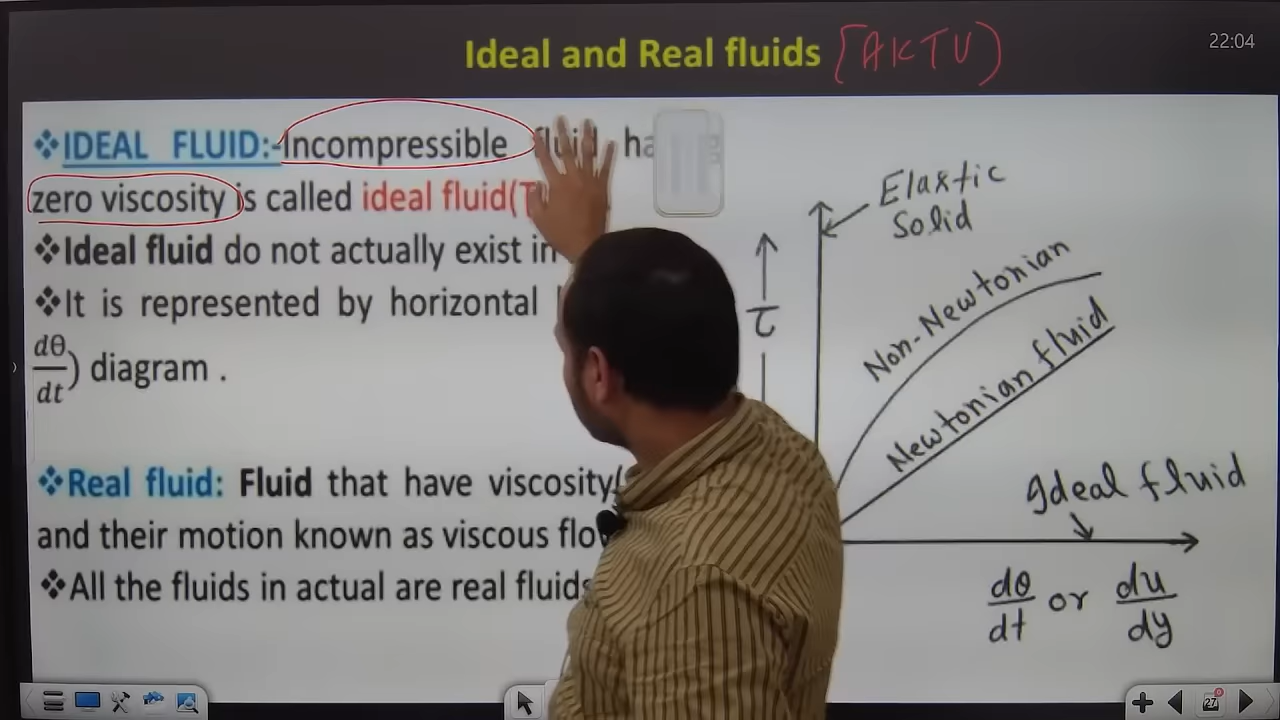 Ideal and Real fluids [AKTU)
22:04
❖IDEAL FLUID:-Incompressible fluid
zero viscosity is called ideal fluid(
❖Ideal fluid do not actually exist in
❖It is represented by horizontal
dθ
dt
) diagram .
❖Real fluid: Fluid that have viscosity
and their motion known as viscous flo
❖All the fluids in actual are real fluids
Elastic
Solid
τ
Non-Newtonian
Newtonian fluid
Ideal fluid
dθ/dt or du/dy
27